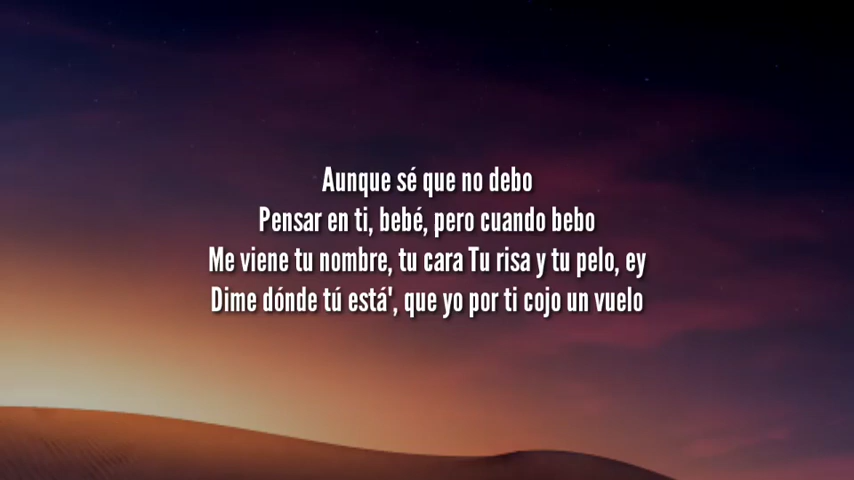 Aunque sé que no debo
Pensar en ti, bebé, pero cuando bebo
Me viene tu nombre, tu cara Tu risa y tu pelo, ey
Dime dónde tú está', que yo por ti cojo un vuelo